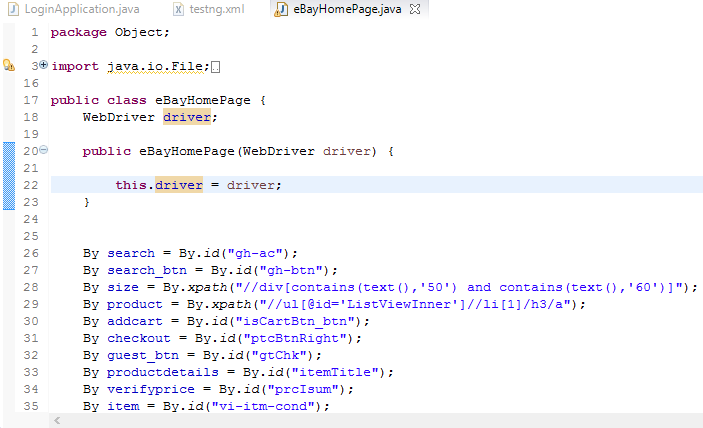 LoginApplication.java testng.xml eBayHomePage.java
1 package Object;
2
3 import java.io.File;
16
17 public class eBayHomePage {
18 WebDriver driver;
19
20 public eBayHomePage(WebDriver driver) {
21
22 this.driver = driver;
23 }
24
25
26 By search = By.id("gh-ac");
27 By search_btn = By.id("gh-btn");
28 By size = By.xpath("//div[contains(text(),'50') and contains(text(),'60')]");
29 By product = By.xpath("//ul[@id='ListViewInner']//li[1]/h3/a");
30 By addcart = By.id("isCartBtn_btn");
31 By checkout = By.id("ptcBtnRight");
32 By guest_btn = By.id("gtChk");
33 By productdetails = By.id("itemTitle");
34 By verifyprice = By.id("prcIsum");
35 By item = By.id("vi-itm-cond");